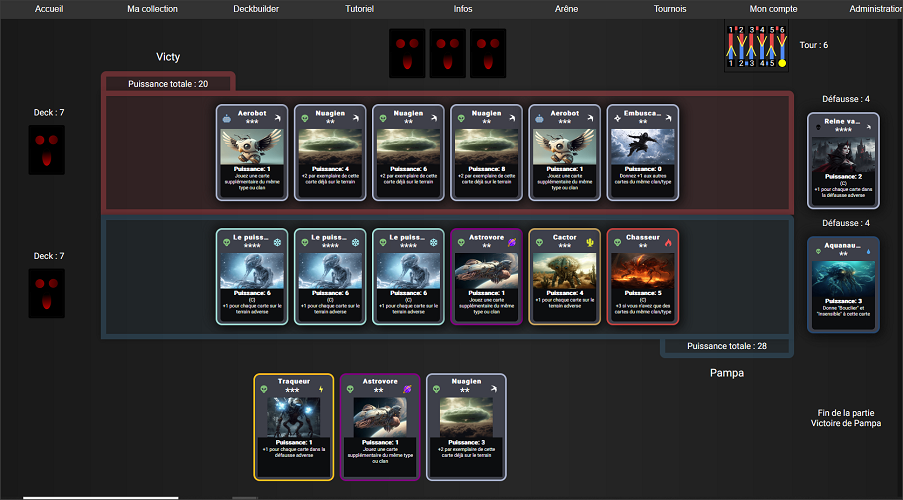 Accueil Ma collection Deckbuilder Tutoriel Infos Arêne Tournois Mon compte Administration
1 2 3 4 5 6
1 2 3 4 5
Tour : 6
Victy
Puissance totale : 20
Deck : 7
Défausse : 4
Aerobot
***
Puissance: 1
Jouez une carte
supplémentaire du même
type ou clan
Nuagien
**
Puissance: 4
+2 par exemplaire de cette
carte déjà sur le terrain
Nuagien
**
Puissance: 6
+2 par exemplaire de cette
carte déjà sur le terrain
Nuagien
**
Puissance: 8
+2 par exemplaire de cette
carte déjà sur le terrain
Aerobot
***
Puissance: 1
Jouez une carte
supplémentaire du même
type ou clan
Embusca...
**
Puissance: 0
Donnez +1 aux autres
cartes du même clan/type
Reine va...
****
Puissance: 2
(C)
+1 pour chaque carte dans
la défausse adverse
Deck : 7
Défausse : 4
Le puiss...
****
Puissance: 6
(C)
+1 pour chaque carte sur le
terrain adverse
Le puiss...
****
Puissance: 6
(C)
+1 pour chaque carte sur le
terrain adverse
Le puiss...
****
Puissance: 6
(C)
+1 pour chaque carte sur le
terrain adverse
Astrovore
**
Puissance: 1
Jouez une carte
supplémentaire du même
type ou clan
Cactor
***
Puissance: 4
+1 pour chaque carte sur le
terrain adverse
Chasseur
**
Puissance: 5
(C)
+3 si vous n'avez que des
cartes du même clan/type
Aquanau...
**
Puissance: 3
Donne "Bouclier" et
"Insensible" à cette carte
Puissance totale : 28
Pampa
Traqueur
***
Puissance: 1
+1 pour chaque carte dans la
défausse adverse
Astrovore
**
Puissance: 1
Jouez une carte
supplémentaire du même type
ou clan
Nuagien
**
Puissance: 3
+2 par exemplaire de cette
carte déjà sur le terrain
Fin de la partie
Victoire de Pampa